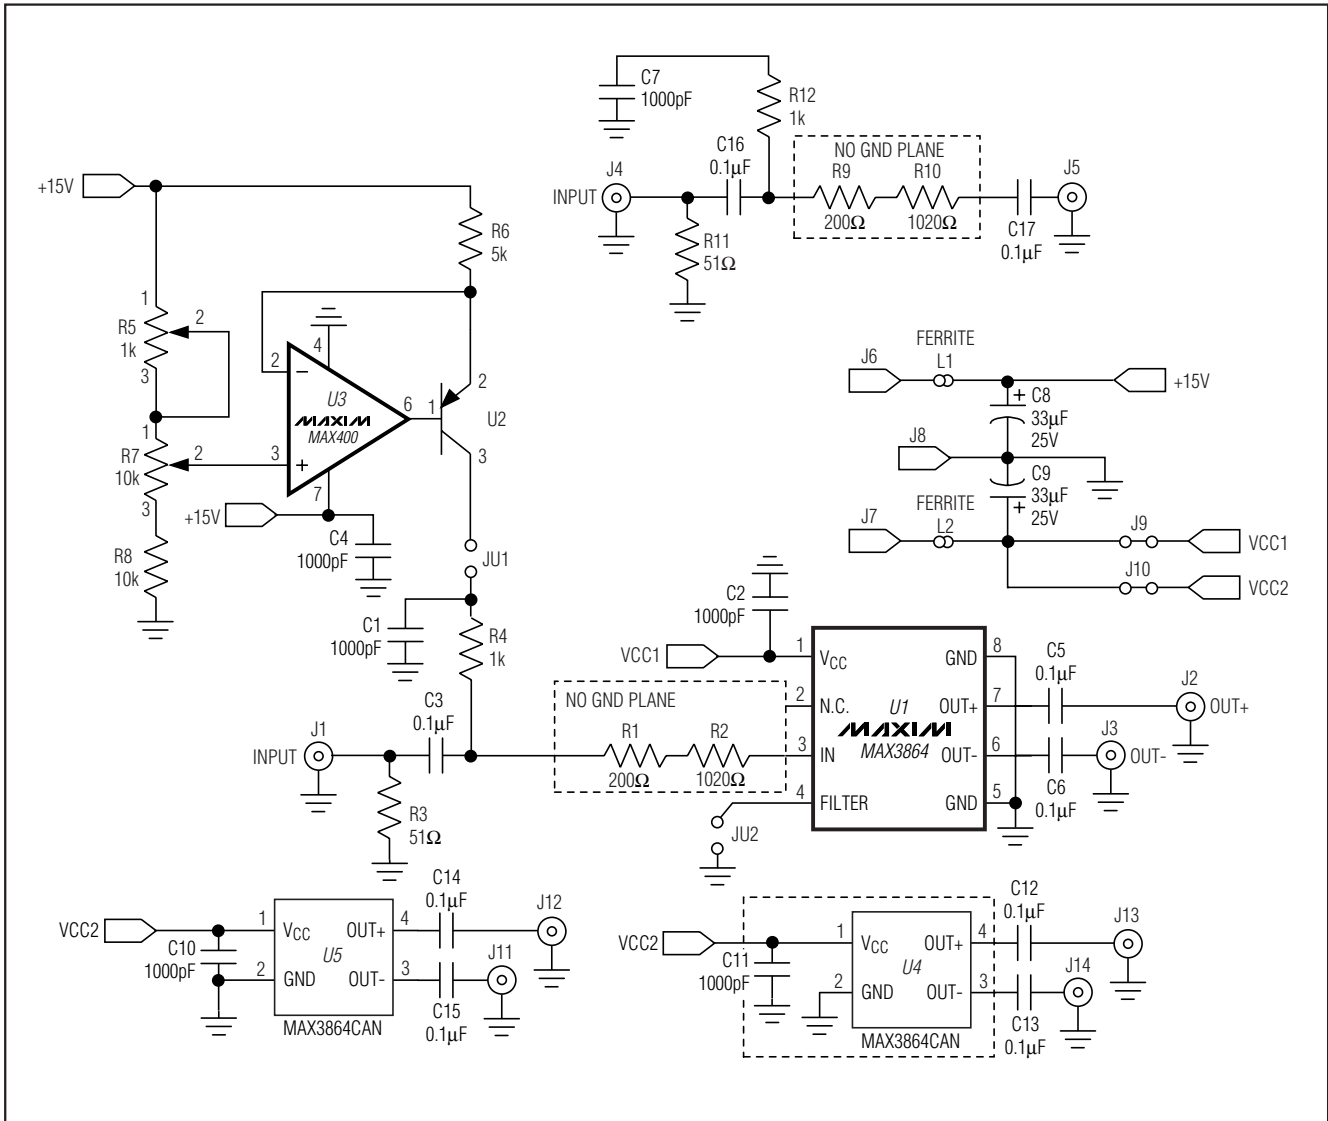 C7
1000pF
R12
1k
C16
0.1µF
NO GND PLANE
J4
R9
R10
J5
INPUT
200Ω
1020Ω
C17
0.1µF
R11
51Ω
+15V
R6
5k
1
R5
1k
2
3
4
2
−
U3
MAXIM
MAX400
6
1
2
U2
3
1
R7
10k
2
3
3
+
7
+15V
C4
1000pF
R8
10k
JU1
C1
1000pF
R4
1k
FERRITE
J6
L1
+15V
+
C8
33µF
25V
J8
C9
33µF
25V
+
FERRITE
J7
L2
J9
VCC1
J10
VCC2
C2
1000pF
VCC1
1
VCC
GND
8
2
N.C.
U1
OUT+
7
MAXIM
MAX3864
3
IN
OUT-
6
4
FILTER
GND
5
C5
0.1µF
J2
OUT+
J3
OUT-
C6
0.1µF
JU2
NO GND PLANE
R1
R2
200Ω
1020Ω
C3
0.1µF
J1
INPUT
R3
51Ω
VCC2
C10
1000pF
1
VCC
OUT+
4
U5
2
GND
OUT-
3
MAX3864CAN
C14
0.1µF
J12
J11
C15
0.1µF
VCC2
C11
1000pF
1
VCC
OUT+
4
U4
2
GND
OUT-
3
MAX3864CAN
C12
0.1µF
J13
J14
C13
0.1µF